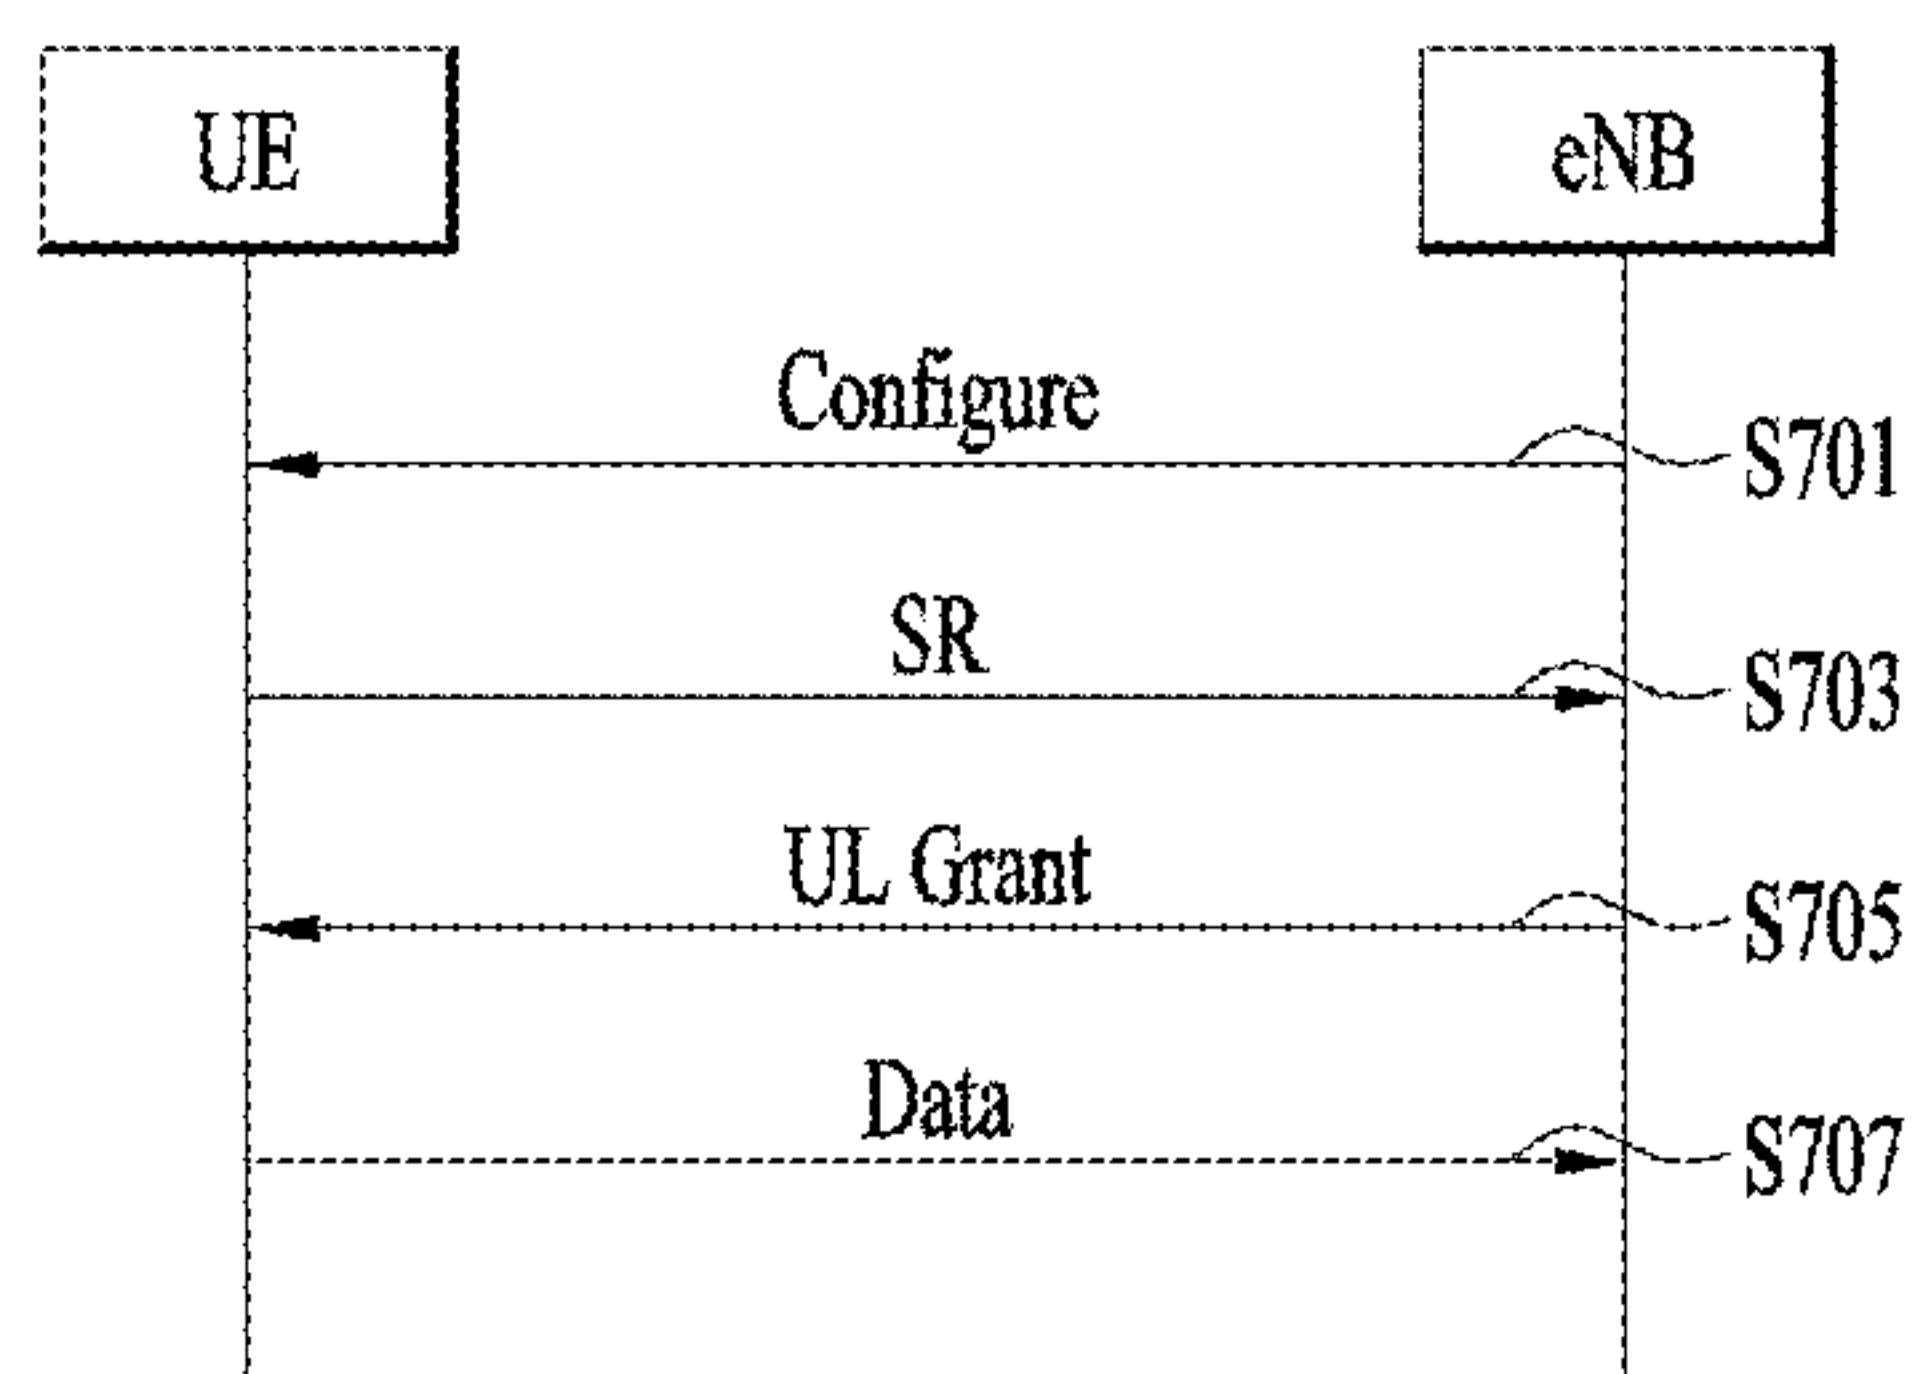 UE
eNB
Configure
S701
SR
S703
UL Grant
S705
Data
S707